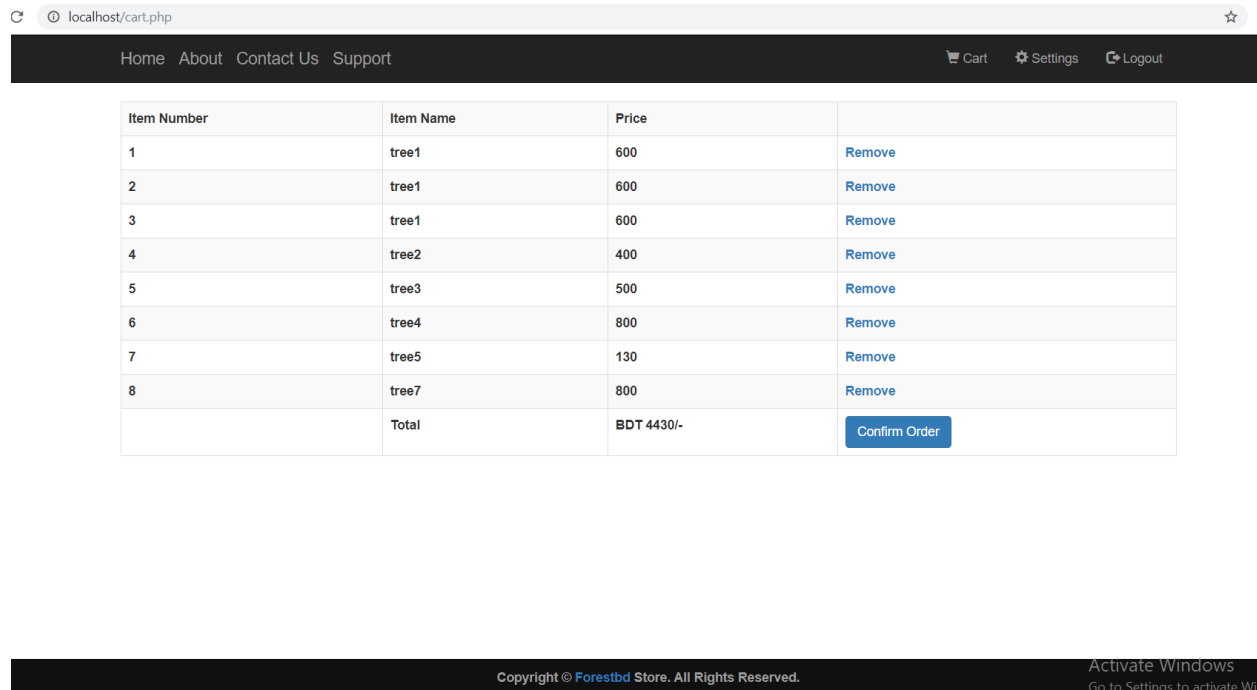 localhost/cart.php
Home About Contact Us Support Cart Settings Logout
Item Number Item Name Price
1 tree1 600 Remove
2 tree1 600 Remove
3 tree1 600 Remove
4 tree2 400 Remove
5 tree3 500 Remove
6 tree4 800 Remove
7 tree5 130 Remove
8 tree7 800 Remove
Total BDT 4430/- Confirm Order
Copyright © Forestbd Store. All Rights Reserved.
Activate Windows
Go to Settings to activate Wi